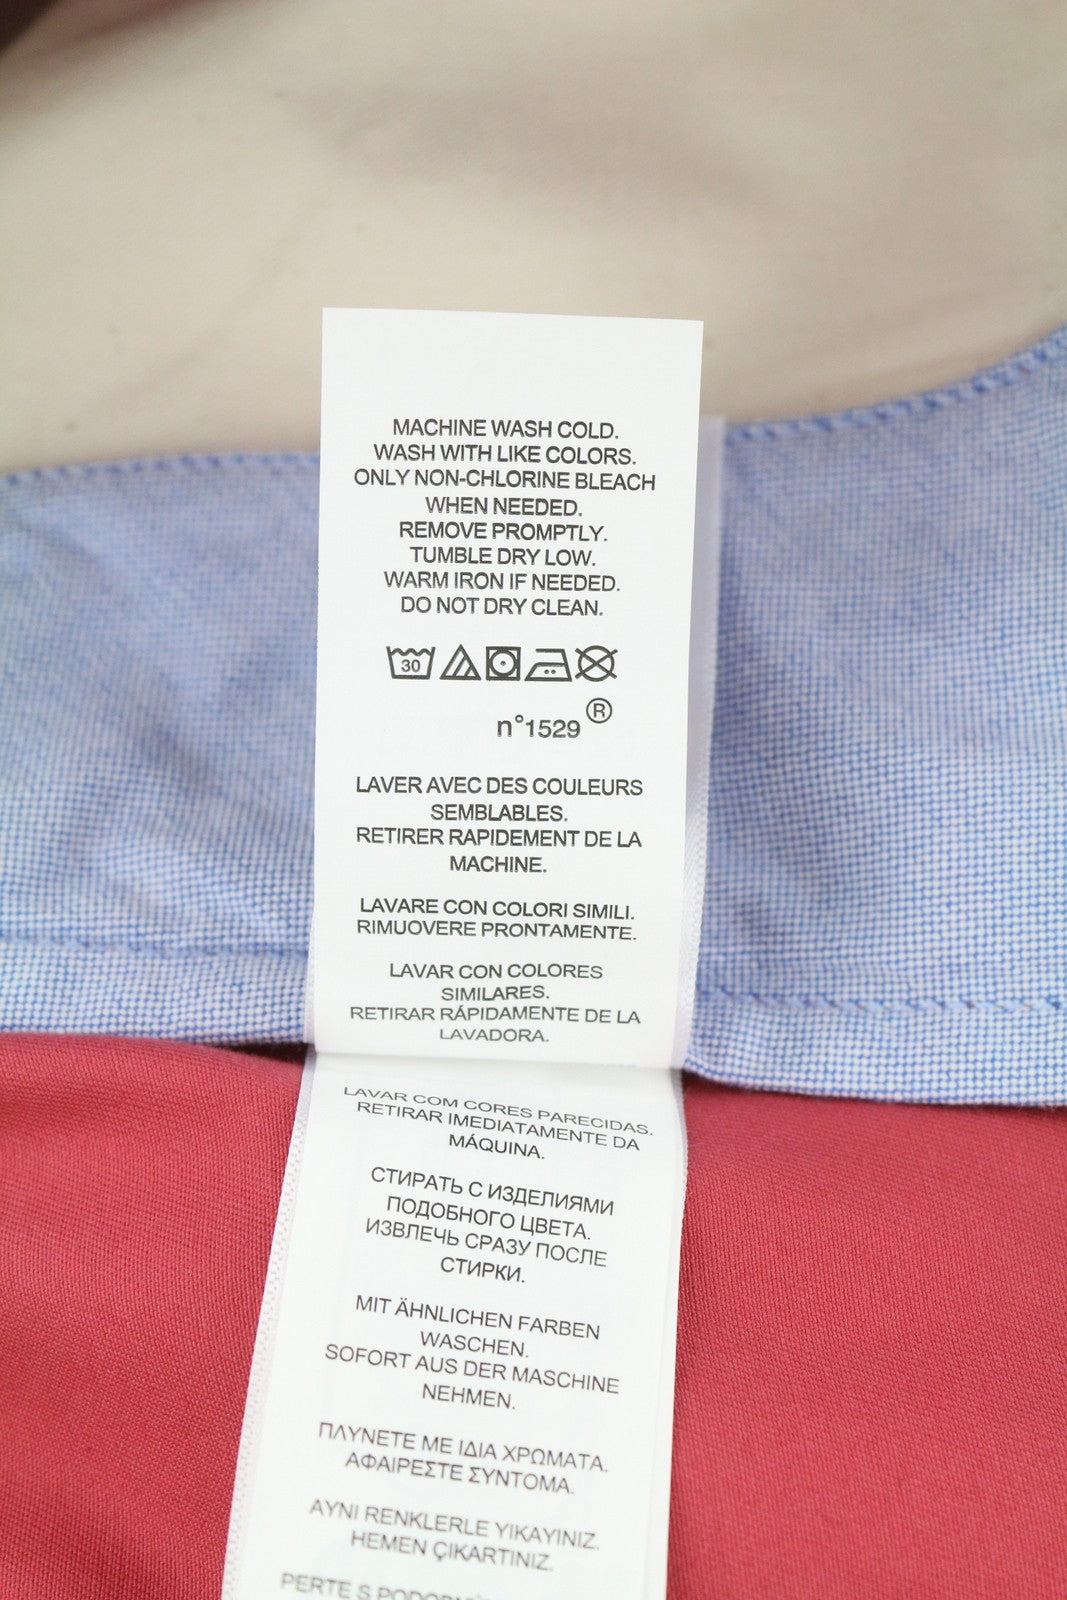 MACHINE WASH COLD.
WASH WITH LIKE COLORS.
ONLY NON-CHLORINE BLEACH
WHEN NEEDED.
REMOVE PROMPTLY.
TUMBLE DRY LOW.
WARM IRON IF NEEDED.
DO NOT DRY CLEAN.
30
n°1529®
LAVER AVEC DES COULEURS
SEMBLABLES.
RETIRER RAPIDEMENT DE LA
MACHINE.
LAVARE CON COLORI SIMILI.
RIMUOVERE PRONTAMENTE.
LAVAR CON COLORES
SIMILARES.
RETIRAR RÁPIDAMENTE DE LA
LAVADORA.
LAVAR COM CORES PARECIDAS.
RETIRAR IMEDIATAMENTE DA
MÁQUINA.
СТИРАТЬ С ИЗДЕЛИЯМИ
ПОДОБНОГО ЦВЕТА.
ИЗВЛЕЧЬ СРАЗУ ПОСЛЕ
СТИРКИ.
MIT ÄHNLICHEN FARBEN
WASCHEN.
SOFORT AUS DER MASCHINE
NEHMEN.
ΠΛΥΝΕΤΕ ΜΕ ΙΔΙΑ ΧΡΩΜΑΤΑ.
ΑΦΑΙΡΕΣΤΕ ΣΥΝΤΟΜΑ.
AYNI RENKLERLE YIKAYINIZ.
HEMEN ÇIKARTINIZ.
PERTE S